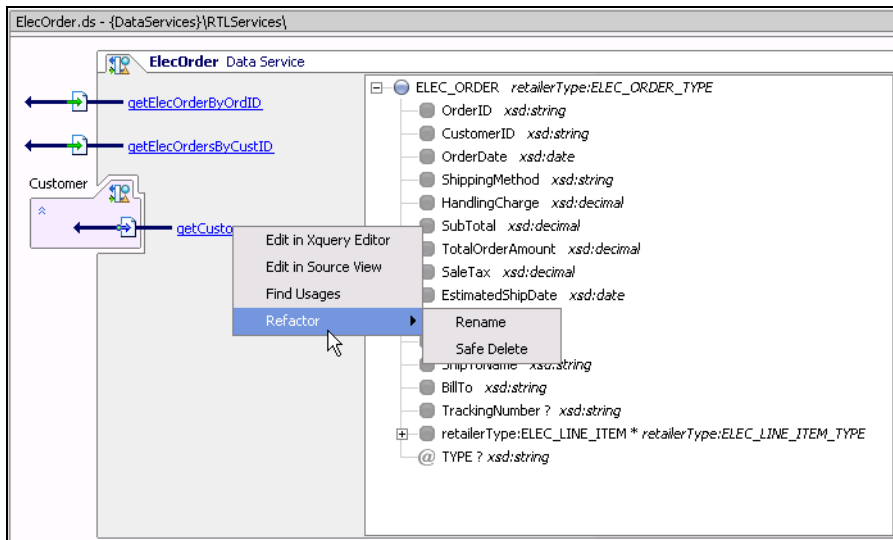 ElecOrder.ds - {DataServices}\RTLServices\
ElecOrder Data Service
getElecOrderByOrdID
getElecOrdersByCustID
Customer
getCusto
Edit in Xquery Editor
Edit in Source View
Find Usages
Refactor
Rename
Safe Delete
ELEC_ORDER retailerType:ELEC_ORDER_TYPE
OrderID xsd:string
CustomerID xsd:string
OrderDate xsd:date
ShippingMethod xsd:string
HandlingCharge xsd:decimal
SubTotal xsd:decimal
TotalOrderAmount xsd:decimal
SaleTax xsd:decimal
EstimatedShipDate xsd:date
ShipToName xsd:string
BillTo xsd:string
TrackingNumber ? xsd:string
retailerType:ELEC_LINE_ITEM * retailerType:ELEC_LINE_ITEM_TYPE
@ TYPE ? xsd:string